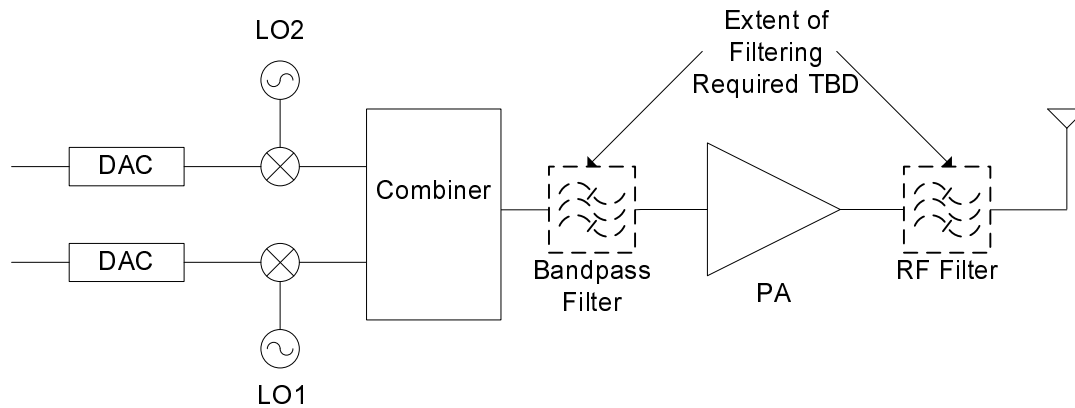 LO2
Extent of
Filtering
Required TBD
DAC
Combiner
DAC
Bandpass
Filter
PA
RF Filter
LO1